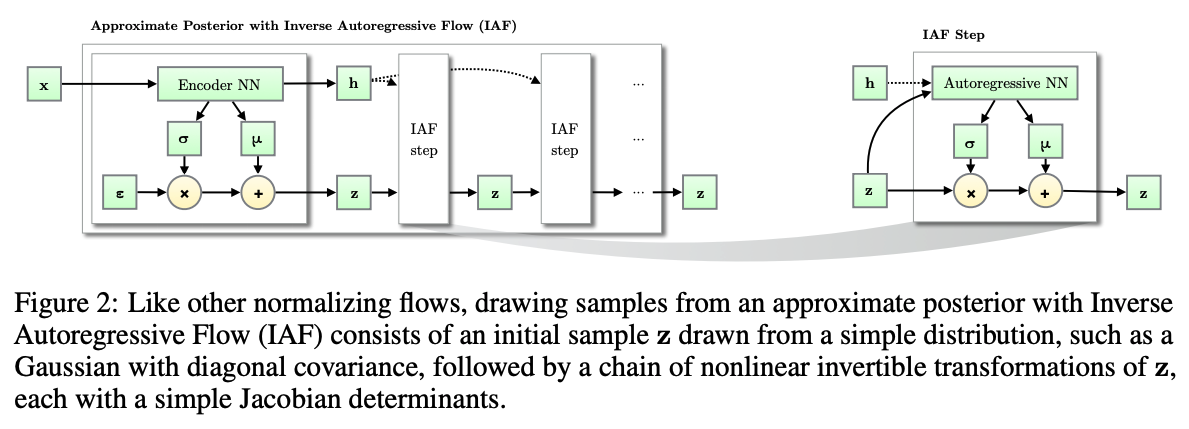 Approximate Posterior with Inverse Autoregressive Flow (IAF)
IAF Step
x
Encoder NN
h
...
h
Autoregressive NN
σ
μ
IAF
step
IAF
step
...
σ
μ
ε
×
+
z
z
...
z
z
×
+
z
Figure 2: Like other normalizing flows, drawing samples from an approximate posterior with Inverse
Autoregressive Flow (IAF) consists of an initial sample z drawn from a simple distribution, such as a
Gaussian with diagonal covariance, followed by a chain of nonlinear invertible transformations of z,
each with a simple Jacobian determinants.